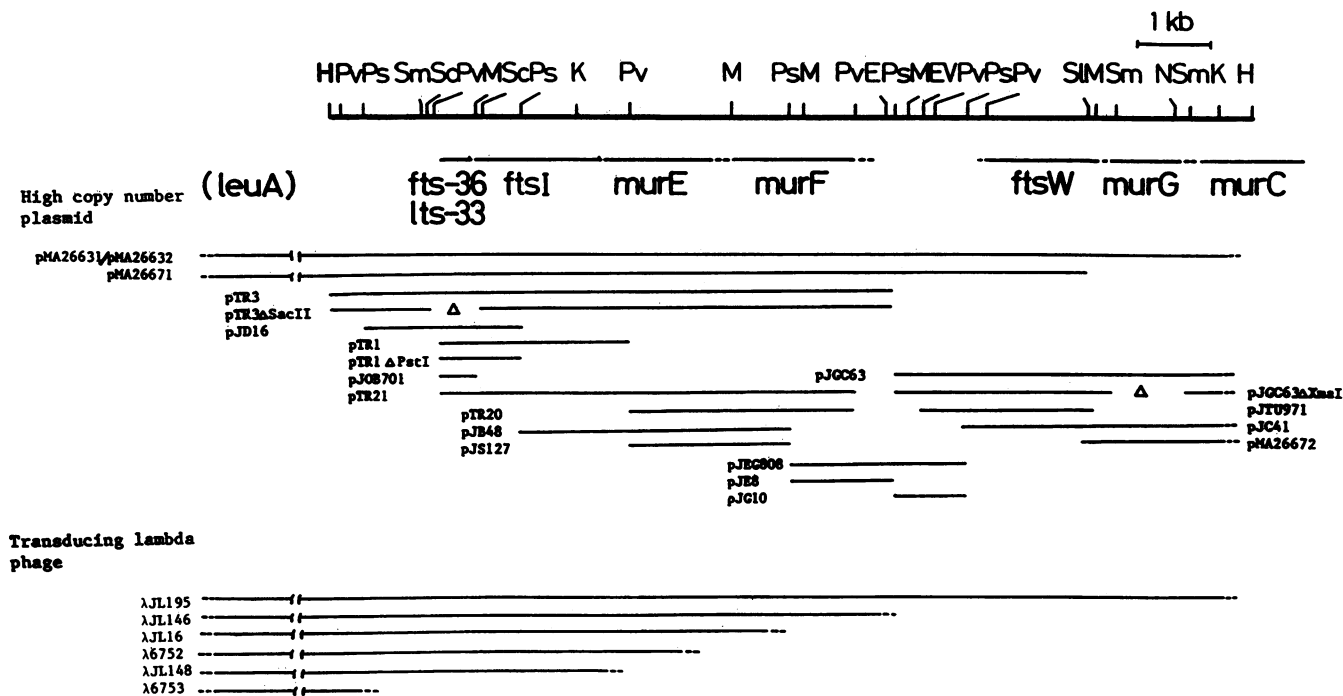 1 kb
HPvPs SmScPvMScPs K Pv M PsM PvEPsMEVPvPsPv SlMSm NSmK H
(leuA) fts-36 ftsI murE murF ftsW murG murC
lts-33
High copy number
plasmid
pMA26631/pMA26632
pMA26671
pTR3
pTR3ΔSacII Δ
pJD16
pTR1
pTR1 ΔPstI
pJOB701 pJGC63
pTR21 Δ pJGC63ΔXmaI
pTR20 pJTU971
pJB48 pJC41
pJS127 pMA26672
pJEG808
pJE8
pJG10
Transducing lambda
phage
λJL195
λJL146
λJL16
λ6752
λJL148
λ6753